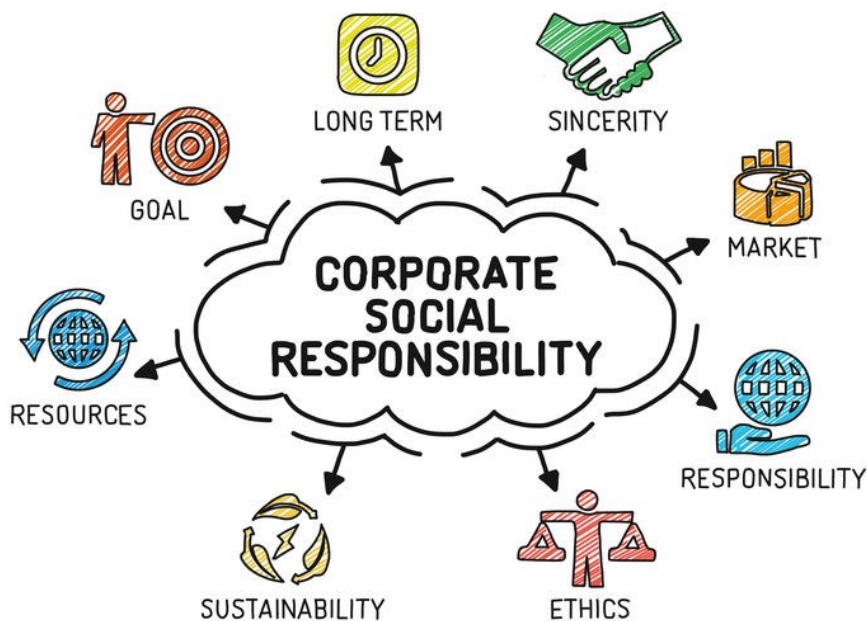 LONG TERM
SINCERITY
GOAL
MARKET
CORPORATE
SOCIAL
RESPONSIBILITY
RESOURCES
RESPONSIBILITY
SUSTAINABILITY
ETHICS